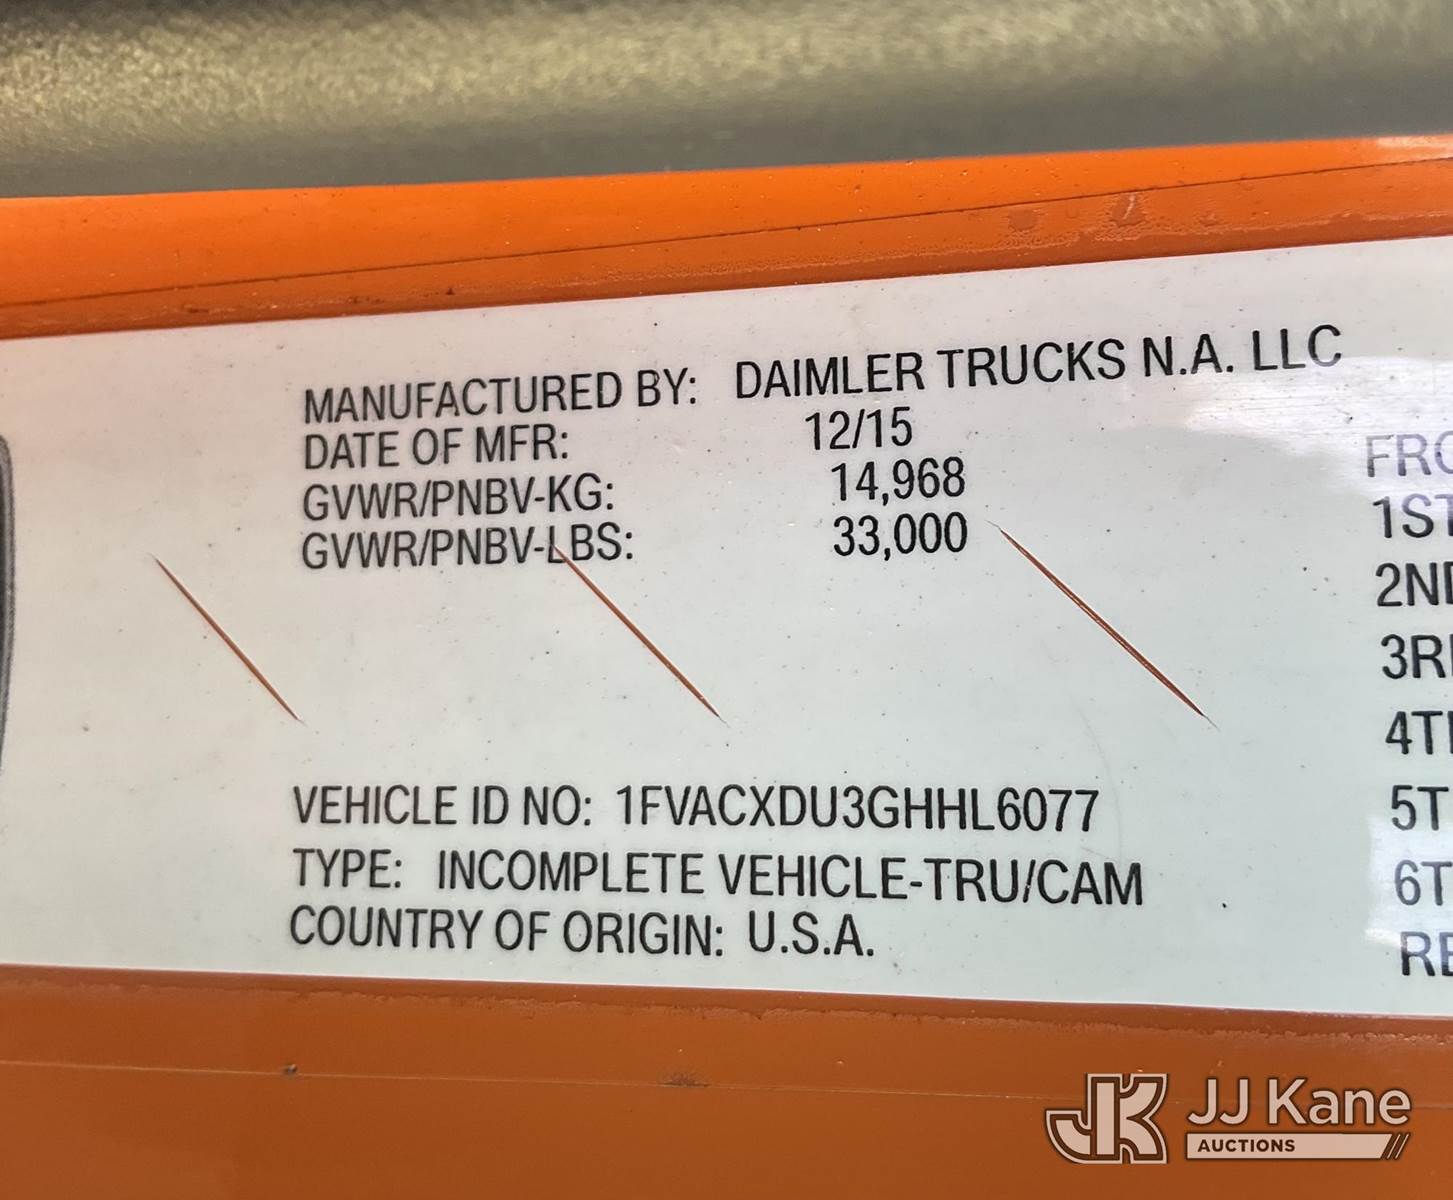 MANUFACTURED BY: DAIMLER TRUCKS N.A. LLC
DATE OF MFR: 12/15
GVWR/PNBV-KG: 14,968
GVWR/PNBV-LBS: 33,000
VEHICLE ID NO: 1FVACXDU3GHHL6077
TYPE: INCOMPLETE VEHICLE-TRU/CAM
COUNTRY OF ORIGIN: U.S.A.
JK JJ Kane
AUCTIONS